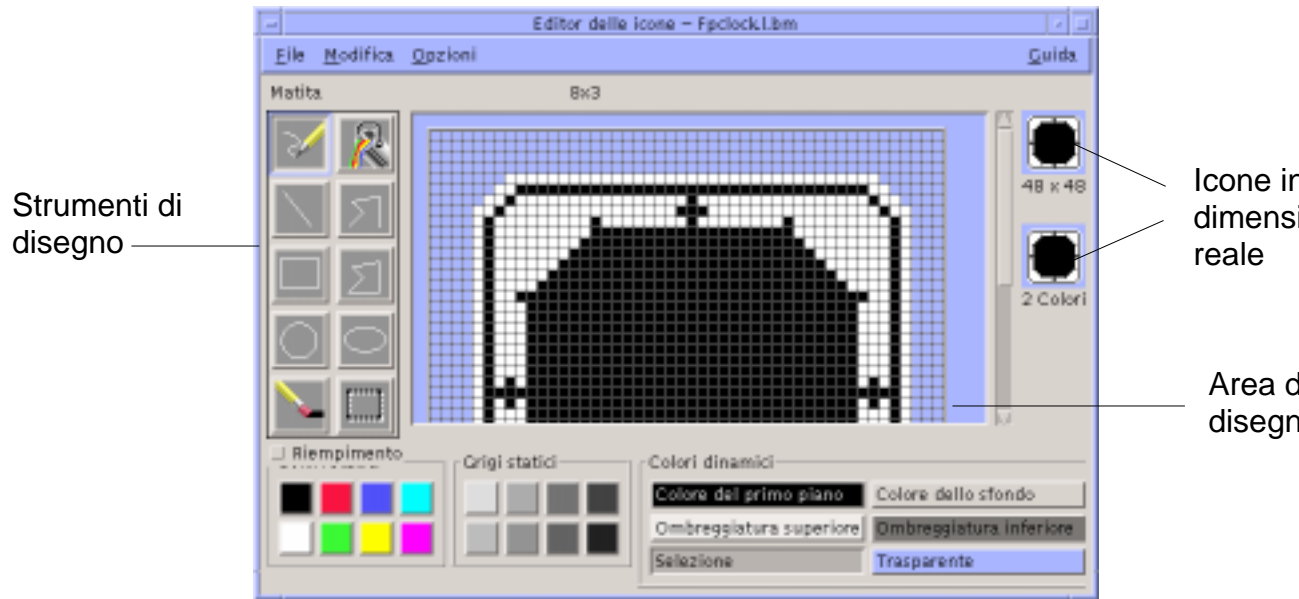 Editor delle icone – Fpclock.l.bm
File Modifica Opzioni Guida
Matita 8x3
Strumenti di
disegno
48 x 48
2 Colori
Icone in
reale
Area
Riempimento
Grigi statici
Colori dinamici
Colore del primo piano Colore dello sfondo
Ombreggiatura superiore Ombreggiatura inferiore
Selezione Trasparente